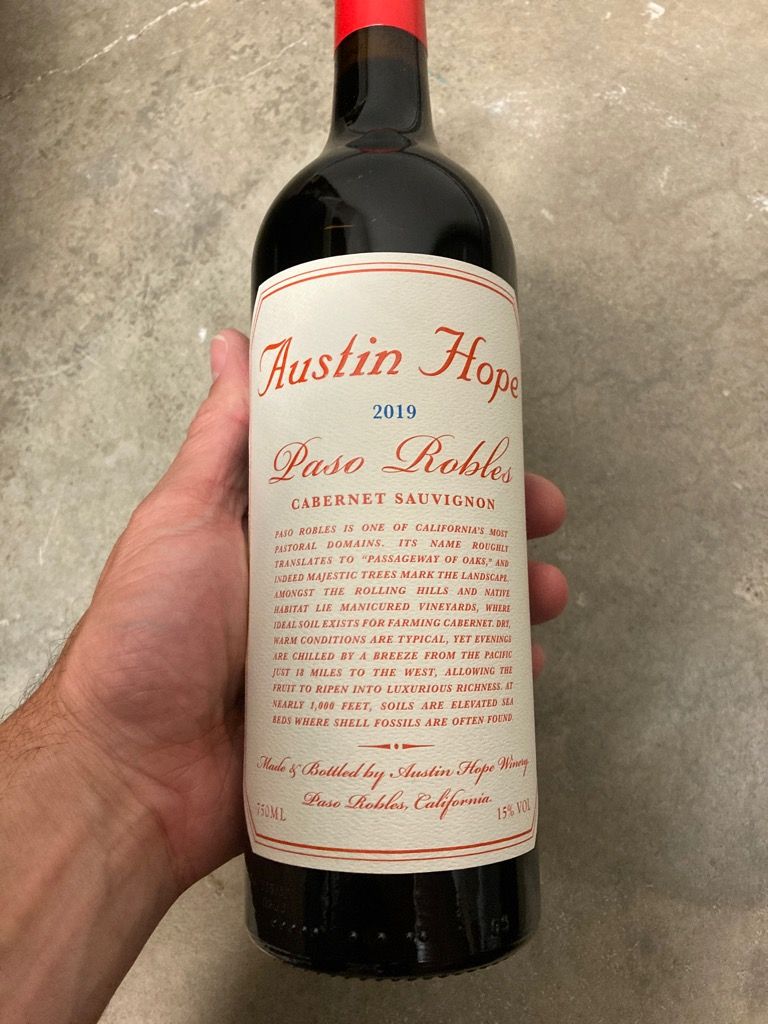 Austin Hope
2019
Paso Robles
CABERNET SAUVIGNON
PASO ROBLES IS ONE OF CALIFORNIA'S MOST
PASTORAL DOMAINS. ITS NAME ROUGHLY
TRANSLATES TO "PASSAGEWAY OF OAKS," AND
INDEED MAJESTIC TREES MARK THE LANDSCAPE.
AMONGST THE ROLLING HILLS AND NATIVE
HABITAT LIE MANICURED VINEYARDS, WHERE
IDEAL SOIL EXISTS FOR FARMING CABERNET. DRY,
WARM CONDITIONS ARE TYPICAL, YET EVENINGS
ARE CHILLED BY A BREEZE FROM THE PACIFIC
JUST 18 MILES TO THE WEST, ALLOWING THE
FRUIT TO RIPEN INTO LUXURIOUS RICHNESS. AT
NEARLY 1,000 FEET, SOILS ARE ELEVATED SEA
BEDS WHERE SHELL FOSSILS ARE OFTEN FOUND.
Made & Bottled by Austin Hope Winery,
Paso Robles, California.
750ML 15% VOL